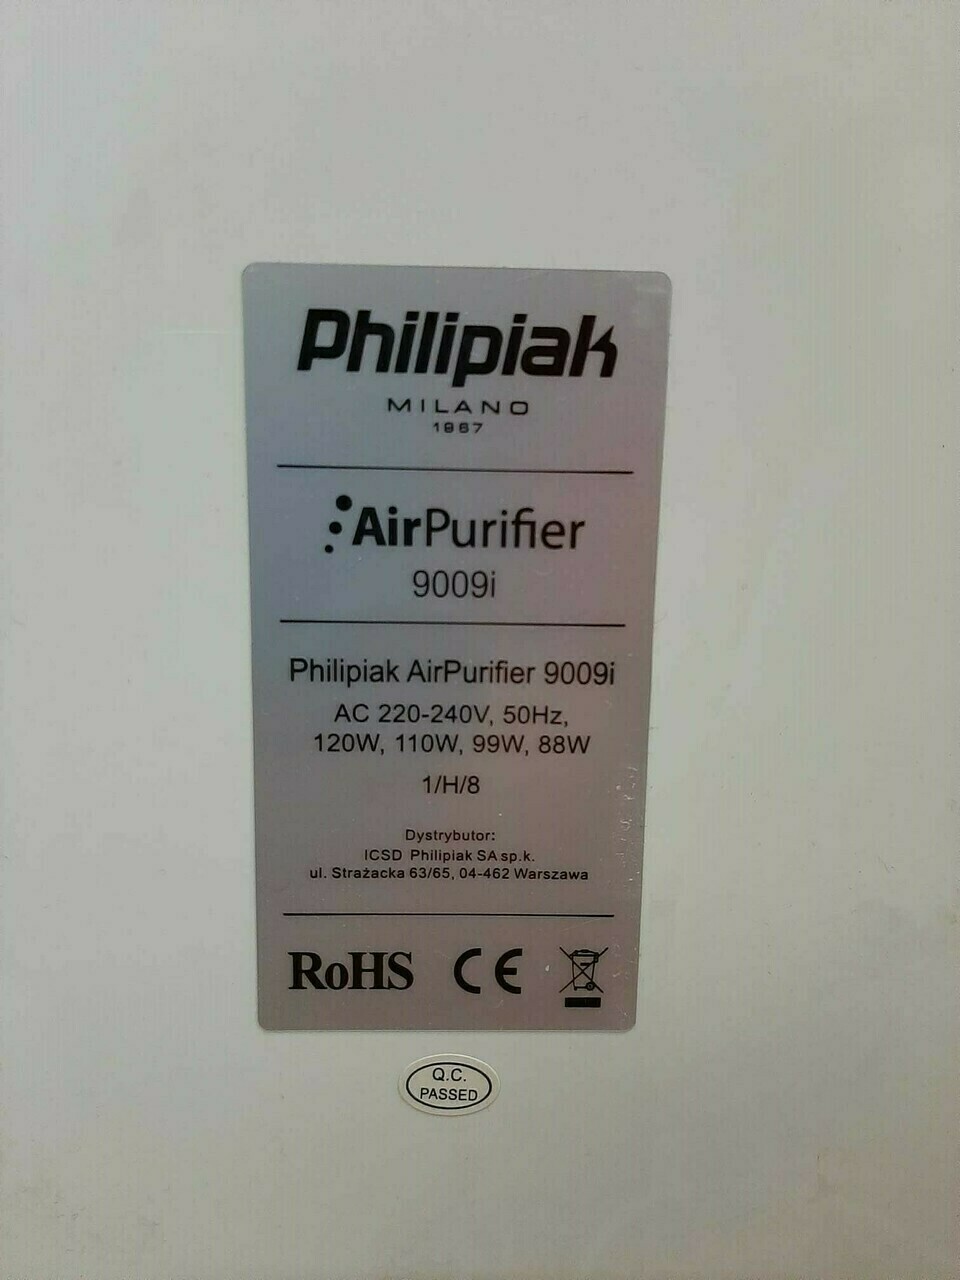 Philipiak
MILANO
1967
AirPurifier
9009i
Philipiak AirPurifier 9009i
AC 220-240V, 50Hz,
120W, 110W, 99W, 88W
1/H/8
Dystrybutor:
ICSD Philipiak SA sp.k.
ul. Strażacka 63/65, 04-462 Warszawa
RoHS CE
Q.C.
PASSED